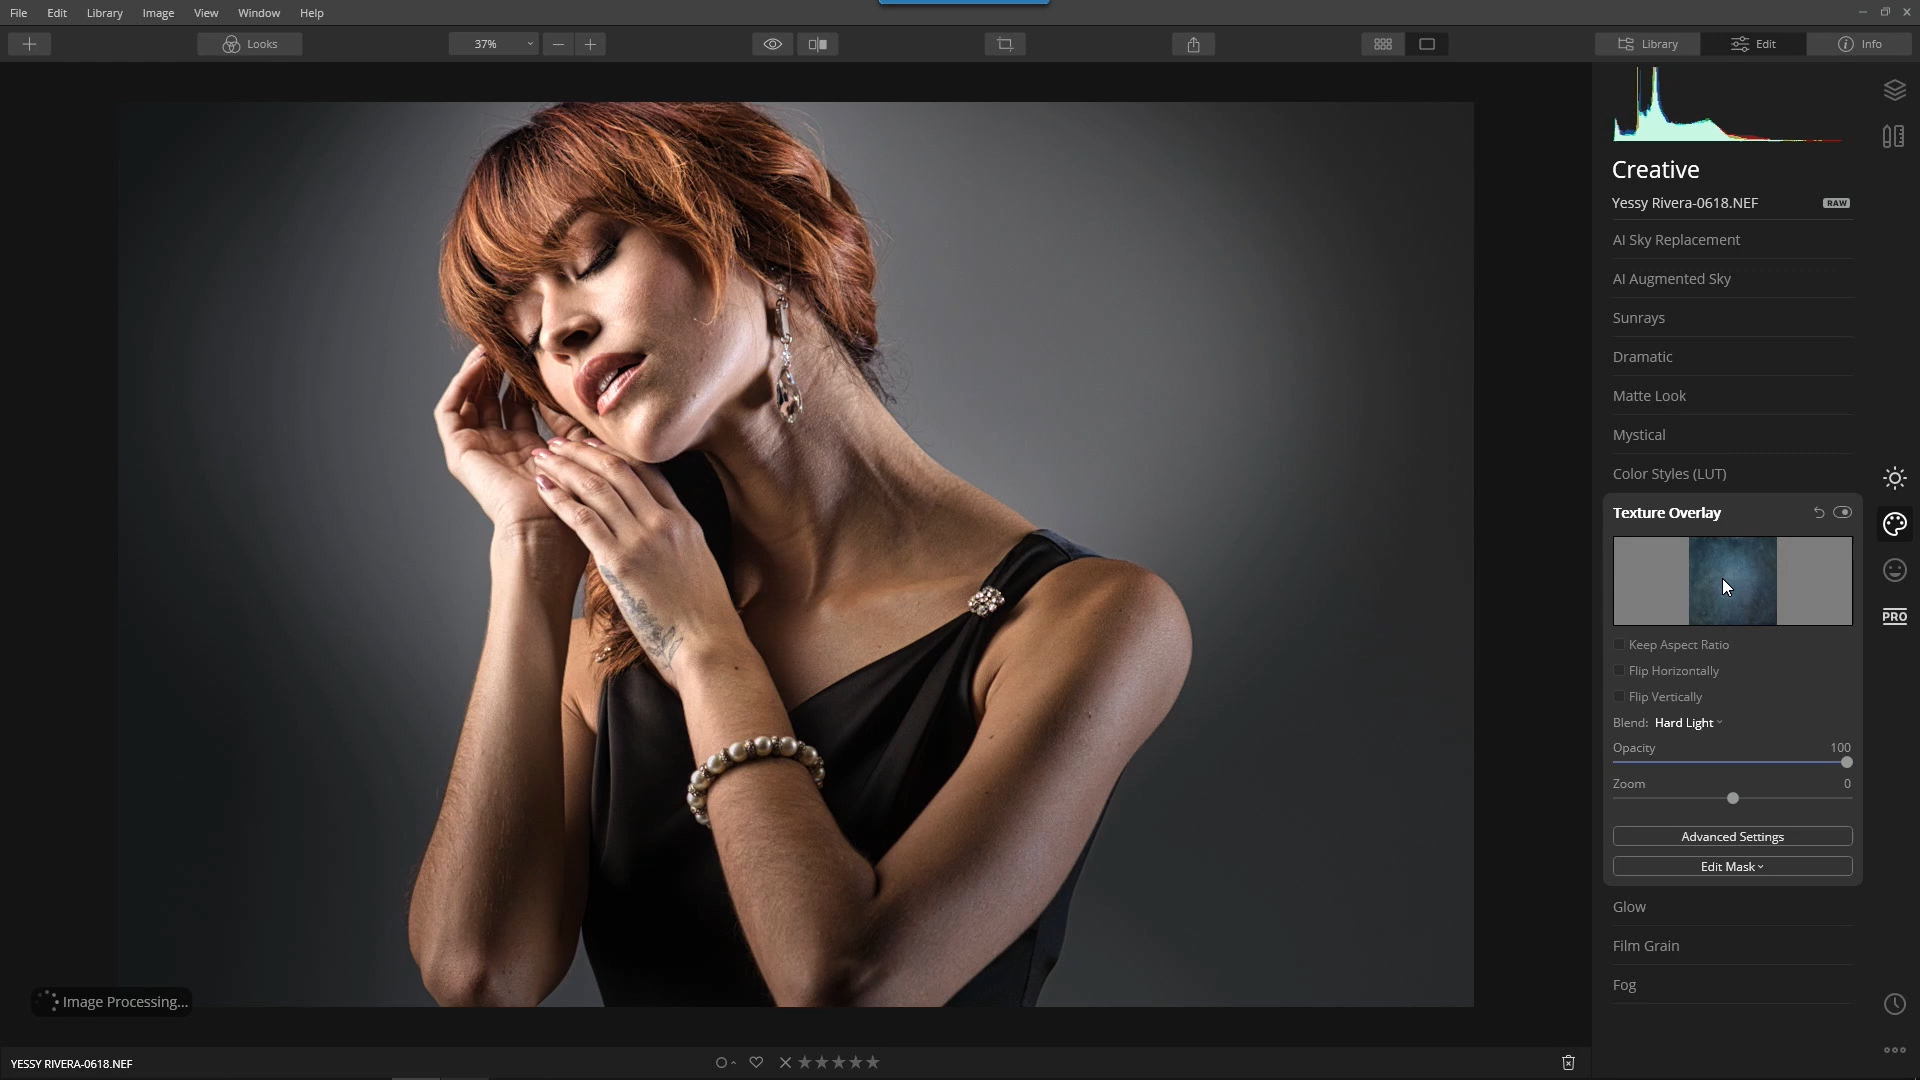 File Edit Library Image View Window Help
Looks 37% Library Edit Info
Creative
Yessy Rivera-0618.NEF RAW
AI Sky Replacement
AI Augmented Sky
Sunrays
Dramatic
Matte Look
Mystical
Color Styles (LUT)
Texture Overlay
PRO
Keep Aspect Ratio
Flip Horizontally
Flip Vertically
Blend: Hard Light
Opacity 100
Zoom 0
Advanced Settings
Edit Mask
Glow
Film Grain
Fog
Image Processing...
YESSY RIVERA-0618.NEF